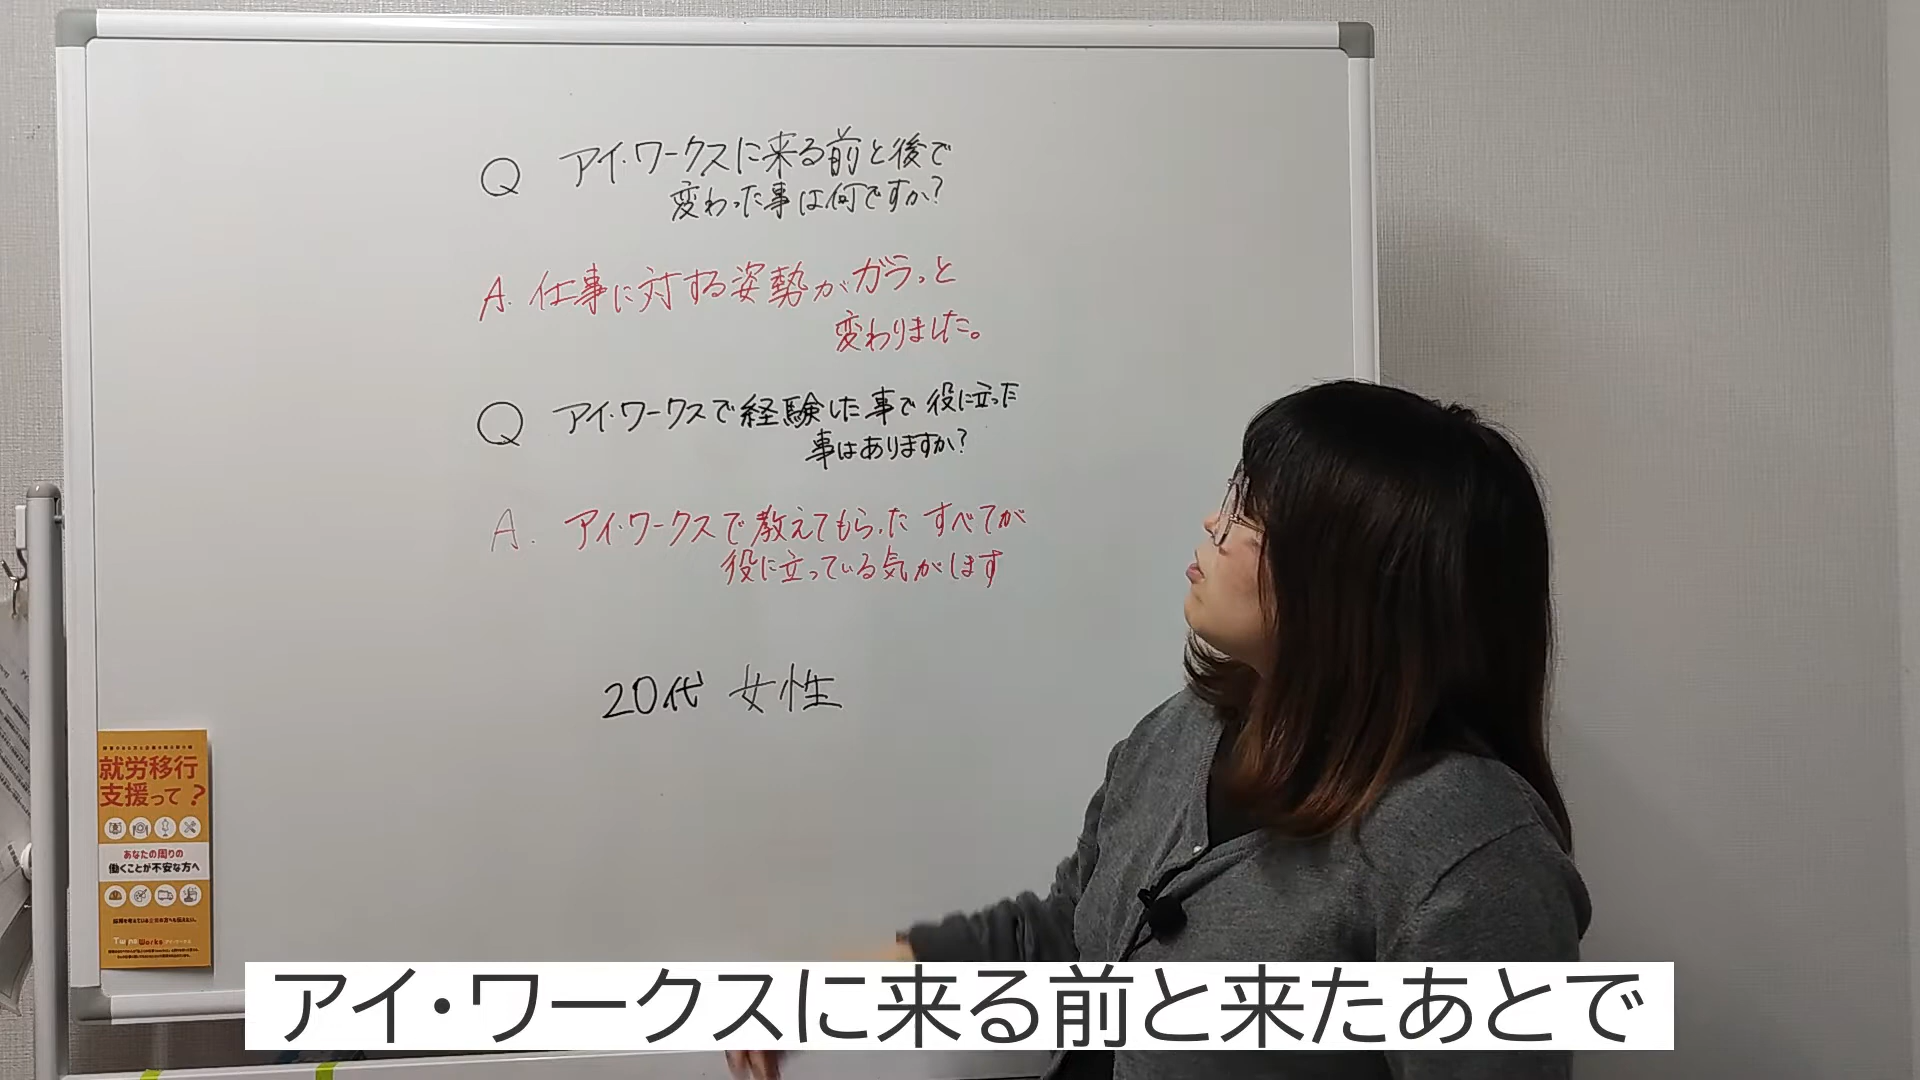 Q アイ・ワークスに来る前と後で
変わった事は何ですか?
A. 仕事に対する姿勢がガラっと
変わりました。
Q アイ・ワークスで経験した事で役に立った
事はありますか?
A. アイ・ワークスで教えてもらった すべてが
役に立っている気がします
20代 女性
就労移行
支援って?
あなたの周りの
働くことが不安な方へ
アイ・ワークスに来る前と来たあとで